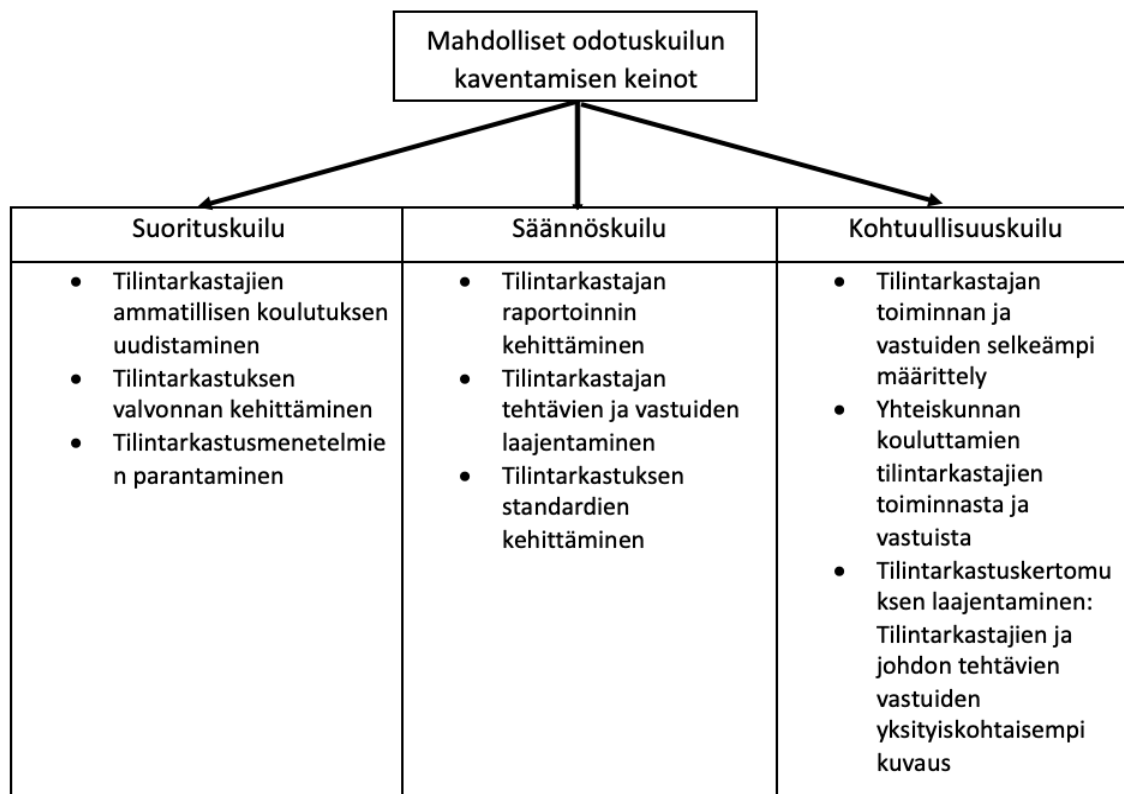 Mahdolliset odotuskuilun
kaventamisen keinot
Suorituskuilu
• Tilintarkastajien
ammatillisen koulutuksen
uudistaminen
• Tilintarkastuksen
valvonnan kehittäminen
• Tilintarkastusmenetelmie
n parantaminen
Säännöskuilu
• Tilintarkastajan
raportoinnin
kehittäminen
• Tilintarkastajan
tehtävien ja vastuiden
laajentaminen
• Tilintarkastuksen
standardien
kehittäminen
Kohtuullisuuskuilu
• Tilintarkastajan
toiminnan ja
vastuiden selkeämpi
määrittely
• Yhteiskunnan
kouluttamien
tilintarkastajien
toiminnasta ja
vastuista
• Tilintarkastuskertomu
ksen laajentaminen:
Tilintarkastajien ja
johdon tehtävien
vastuiden
yksityiskohtaisempi
kuvaus